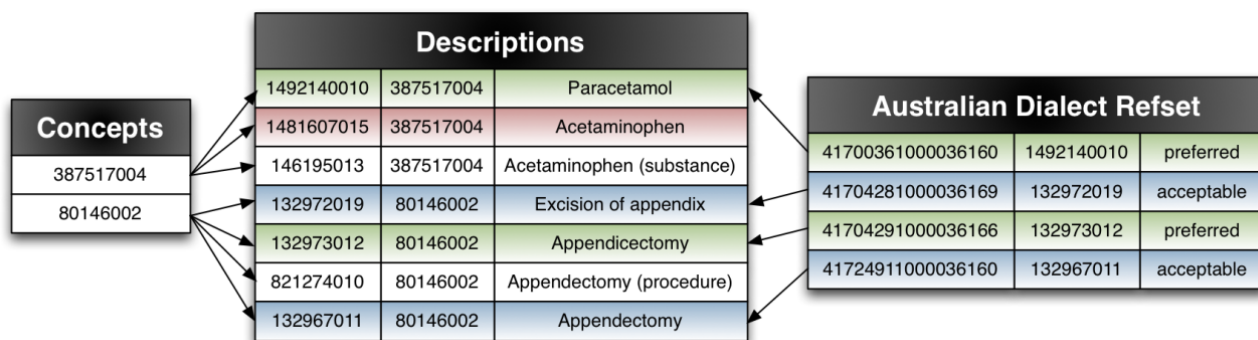 Concepts
387517004
80146002
Descriptions
1492140010 387517004 Paracetamol
1481607015 387517004 Acetaminophen
146195013 387517004 Acetaminophen (substance)
132972019 80146002 Excision of appendix
132973012 80146002 Appendicectomy
821274010 80146002 Appendectomy (procedure)
132967011 80146002 Appendectomy
Australian Dialect Refset
41700361000036160 1492140010 preferred
41704281000036169 132972019 acceptable
41704291000036166 132973012 preferred
41724911000036160 132967011 acceptable